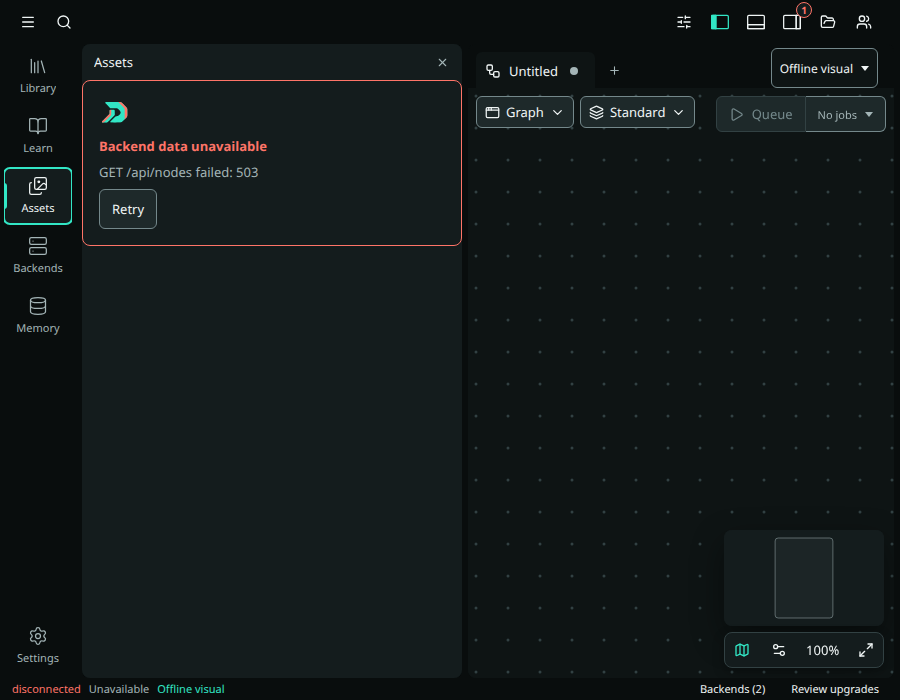 1
Library
Learn
Assets
Backends
Memory
Settings
Assets
Backend data unavailable
GET /api/nodes failed: 503
Retry
Untitled
Offline visual
Graph
Standard
Queue
No jobs
100%
disconnected Unavailable Offline visual
Backends (2) Review upgrades